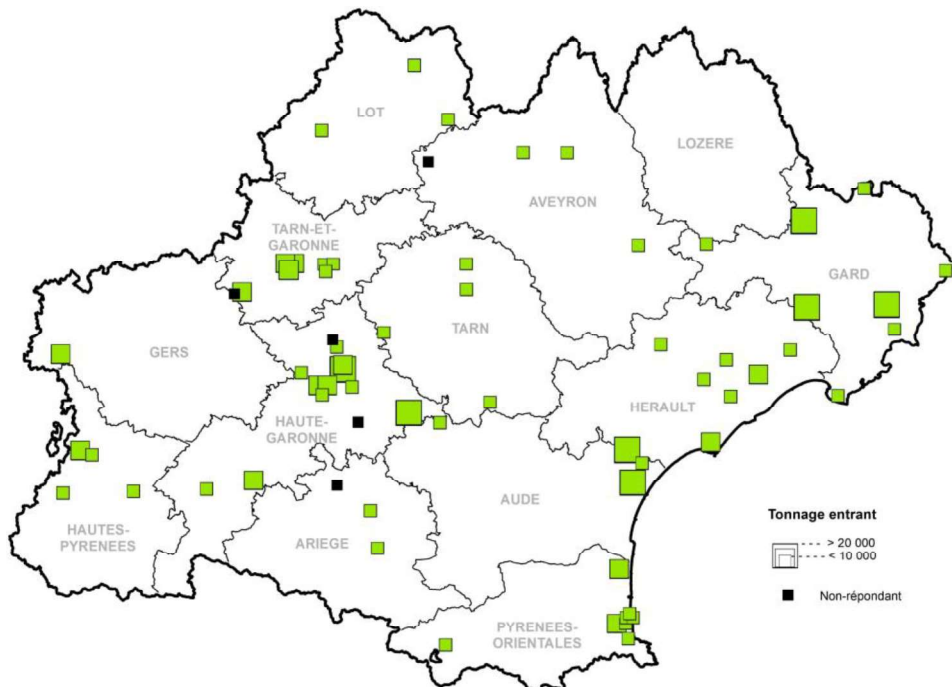 LOT
LOZERE
AVEYRON
TARN-ET-
GARONNE
GARD
TARN
GERS
HERAULT
HAUTE-
GARONNE
AUDE
HAUTES-
PYRENEES
ARIEGE
PYRENEES-
ORIENTALES
Tonnage entrant
> 20 000
< 10 000
Non-répondant